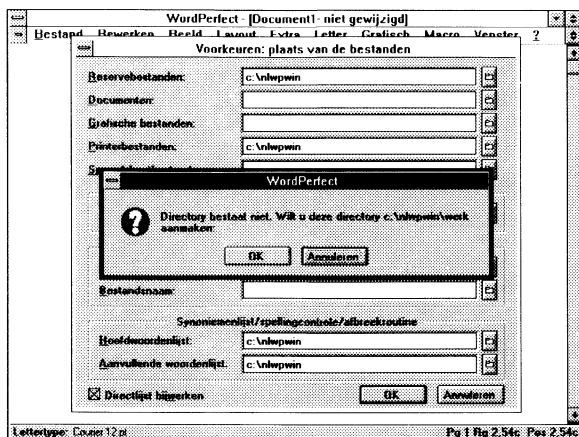 WordPerfect - [Document1- niet gewijzigd]
Bestand Bewerken Beeld Layout Extra Letter Grafisch Macro Venster ?
Voorkeuren: plaats van de bestanden
Reservebestanden: c:\nlwpwin
Documenten:
Grafische bestanden:
Printerbestanden: c:\nlwpwin
WordPerfect
Directory bestaat niet. Wilt u deze directory c:\nlwpwin\werk
aanmaken:
OK Annuleren
Bestandsnaam:
Synoniemenlijst/spellingcontrole/afbreekroutine
Hoofdwoordenlijst: c:\nlwpwin
Aanvullende woordenlijst: c:\nlwpwin
Directlijst bijwerken OK Annuleren
Lettertype: Courier 12 pt Pa 1 Rg 2,54c Pos 2,54c